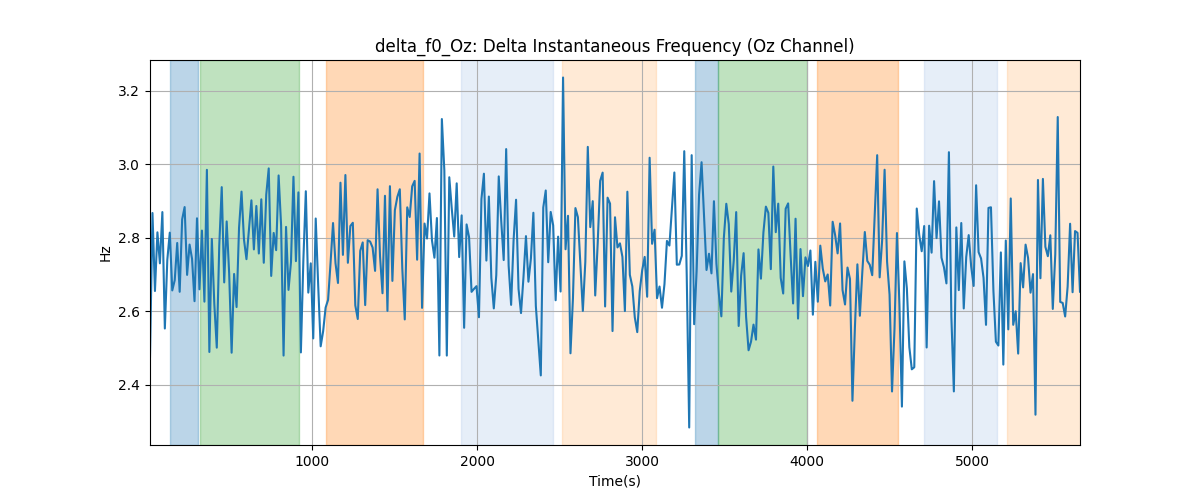 delta_f0_Oz: Delta Instantaneous Frequency (Oz Channel)
3.2
3.0
2.8
2.6
2.4
Hz
1000 2000 3000 4000 5000
Time(s)